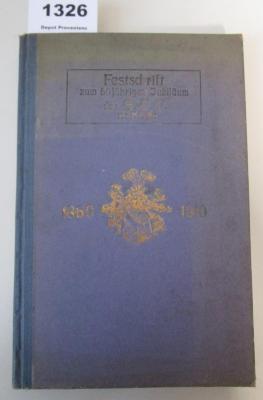 1326
Depot Provenienz
Festschrift
zum 50jährigen Jubiläum
1860 1910